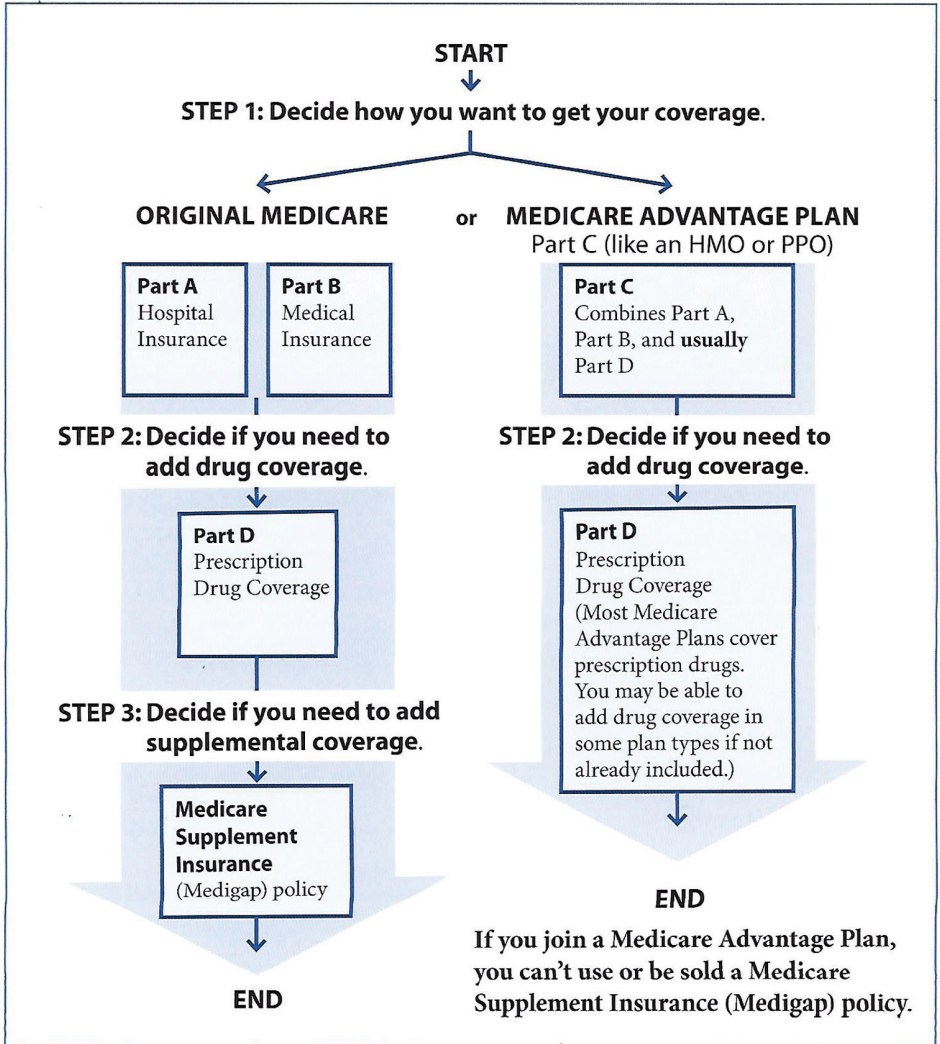 START
STEP 1: Decide how you want to get your coverage.
ORIGINAL MEDICARE
or
MEDICARE ADVANTAGE PLAN
Part C (like an HMO or PPO)
Part A
Hospital
Insurance
Part B
Medical
Insurance
STEP 2: Decide if you need to
add drug coverage.
Part D
Prescription
Drug Coverage
STEP 3: Decide if you need to add
supplemental coverage.
Medicare
Supplement
Insurance
(Medigap) policy
END
Part C
Combines Part A,
Part B, and usually
Part D
STEP 2: Decide if you need to
add drug coverage.
Part D
Prescription
Drug Coverage
(Most Medicare
Advantage Plans cover
prescription drugs.
You may be able to
add drug coverage in
some plan types if not
already included.)
END
If you join a Medicare Advantage Plan,
you can't use or be sold a Medicare
Supplement Insurance (Medigap) policy.